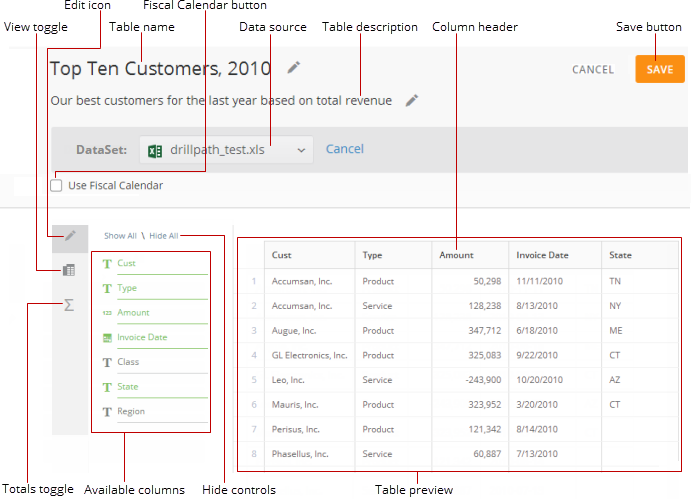 Edit icon
Fiscal Calendar button
View toggle
Table name
Data source
Table description
Column header
Save button
Top Ten Customers, 2010
CANCEL
SAVE
Our best customers for the last year based on total revenue
DataSet:
drillpath_test.xls
Cancel
Use Fiscal Calendar
Show All \ Hide All
Cust
Type
Amount
Invoice Date
Class
State
Region
Cust Type Amount Invoice Date State
1 Accumsan, Inc. Product 50,298 11/11/2010 TN
2 Accumsan, Inc. Service 128,238 8/13/2010 NY
3 Augue, Inc. Product 347,712 6/18/2010 ME
4 GL Electronics, Inc. Product 325,083 9/22/2010 CT
5 Leo, Inc. Service -243,900 10/20/2010 AZ
6 Mauris, Inc. Product 323,952 3/20/2010 CT
7 Perisus, Inc. Product 121,342 8/14/2010
8 Phasellus, Inc. Service 60,887 7/13/2010
Totals toggle
Available columns
Hide controls
Table preview